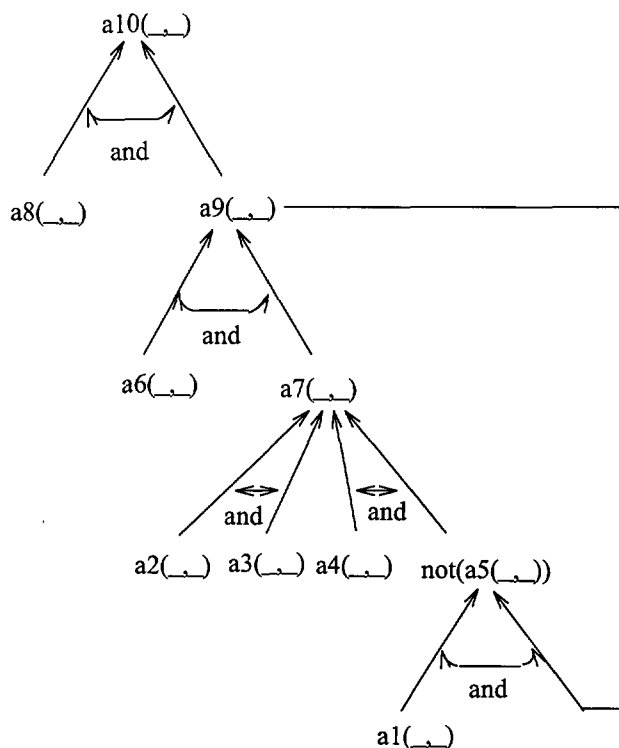 a10(_,_)
and
a8(_,_) a9(_,_)
and
a6(_,_) a7(_,_)
and and
a2(_,_) a3(_,_) a4(_,_) not(a5(_,_))
and
a1(_,_)